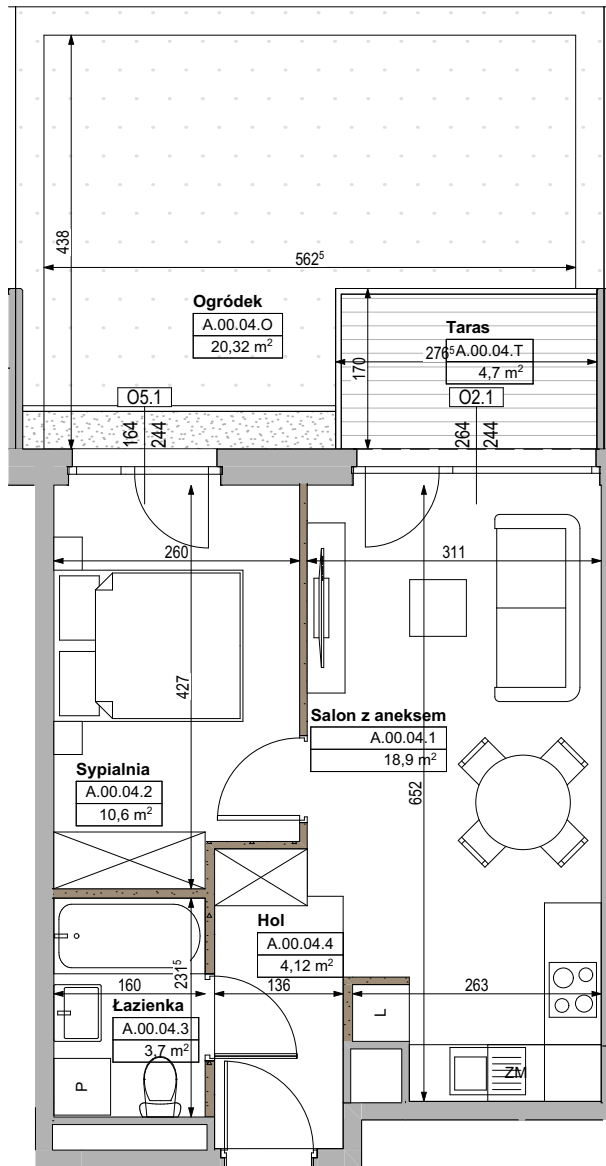 438
562⁵
Ogródek
A.00.04.O
20,32 m²
Taras
276⁵
A.00.04.T
4,7 m²
170
O5.1
164
244
O2.1
264
244
260
311
427
Salon z aneksem
A.00.04.1
18,9 m²
652
Sypialnia
A.00.04.2
10,6 m²
Hol
A.00.04.4
4,12 m²
231⁵
160
136
263
Łazienka
A.00.04.3
3,7 m²
L
P
ZM